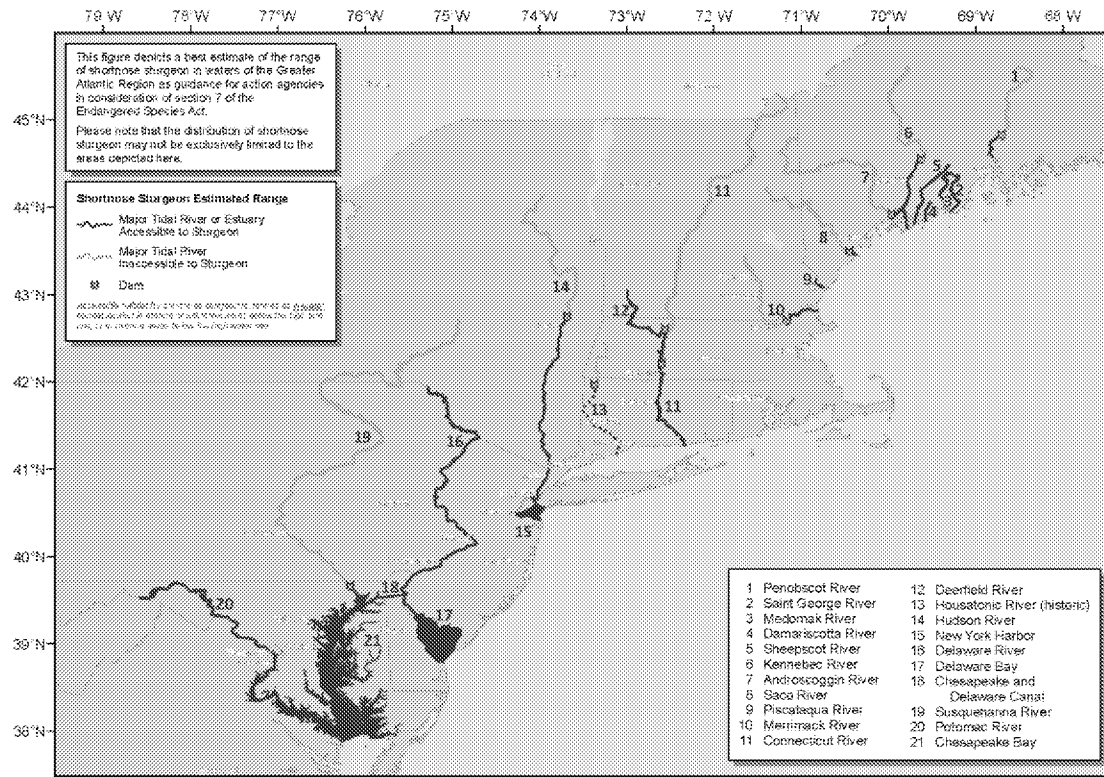 79 W 78°W 77°W 76°W 75°W 74°W 73°W 72°W 71°W 70°W 69°W 68 W
This figure depicts a best estimate of the range
of shortnose sturgeon in waters of the Greater
Atlantic Region as guidance for action agencies
in consideration of section 7 of the
Endangered Species Act.
Please note that the distribution of shortnose
sturgeon may not be exclusively limited to the
areas depicted here.
Shortnose Sturgeon Estimated Range
Major Tidal River or Estuary
Accessible to Sturgeon
Major Tidal River
Inaccessible to Sturgeon
Dam
45°N
44°N
43°N
42°N
41°N
40°N
39°N
38°N
1
6
5
7
11
2
3
4
8
14
9
12
10
13
11
19
16
15
18
20
17
21
1 Penobscot River
2 Saint George River
3 Medomak River
4 Damariscotta River
5 Sheepscot River
6 Kennebec River
7 Androscoggin River
8 Saco River
9 Piscataqua River
10 Merrimack River
11 Connecticut River
12 Deerfield River
13 Housatonic River (historic)
14 Hudson River
15 New York Harbor
16 Delaware River
17 Delaware Bay
18 Chesapeake and
Delaware Canal
19 Susquehanna River
20 Potomac River
21 Chesapeake Bay